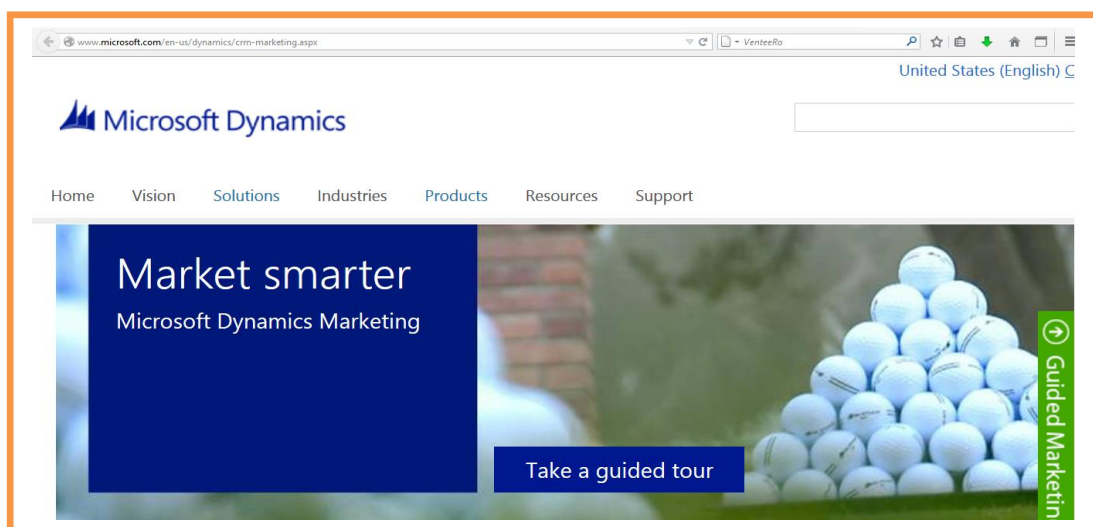 www.microsoft.com/en-us/dynamics/crm-marketing.aspx VenteeRo
United States (English)
Microsoft Dynamics
Home Vision Solutions Industries Products Resources Support
Market smarter
Microsoft Dynamics Marketing
Take a guided tour
Guided Marketin